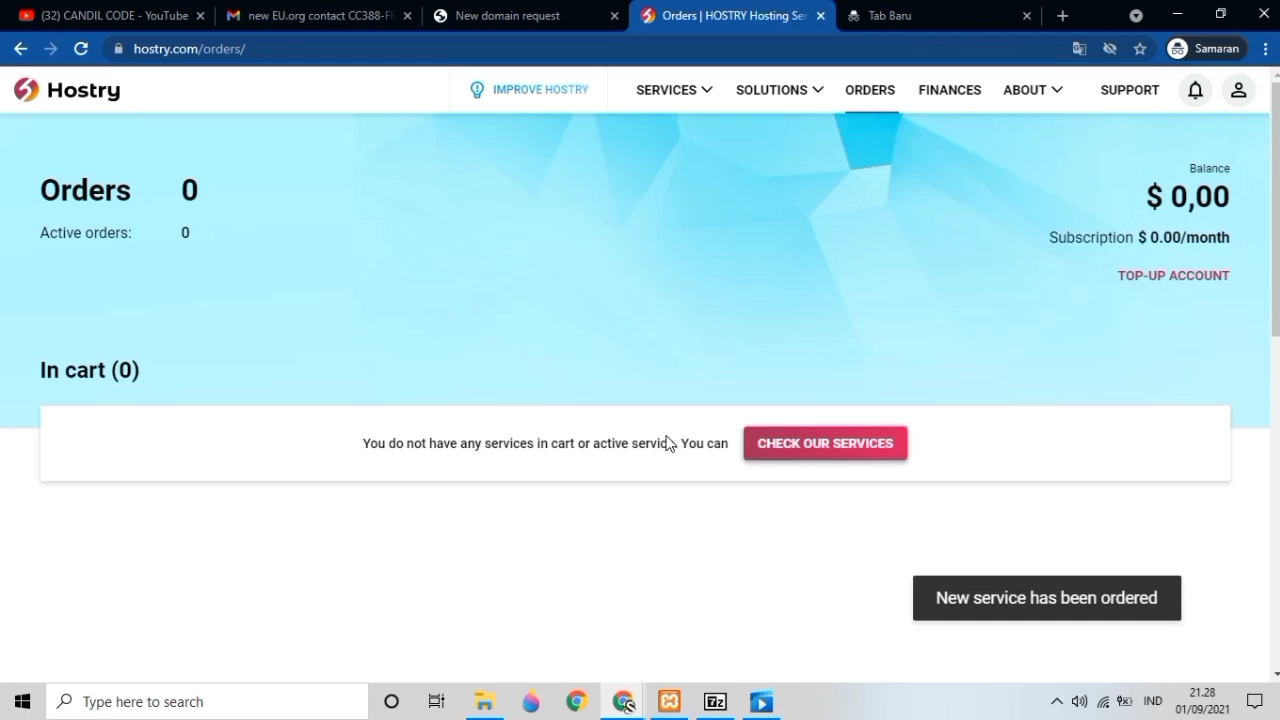 (32) CANDIL CODE - YouTube
new EU.org contact CC388-F
New domain request
Orders | HOSTRY Hosting Ser
Tab Baru
hostry.com/orders/
Samaran
Hostry
IMPROVE HOSTRY
SERVICES
SOLUTIONS
ORDERS
FINANCES
ABOUT
SUPPORT
Orders 0
Active orders: 0
Balance
$ 0,00
Subscription $ 0.00/month
TOP-UP ACCOUNT
In cart (0)
You do not have any services in cart or active servic You can
CHECK OUR SERVICES
New service has been ordered
Type here to search
7z
IND
21.28
01/09/2021